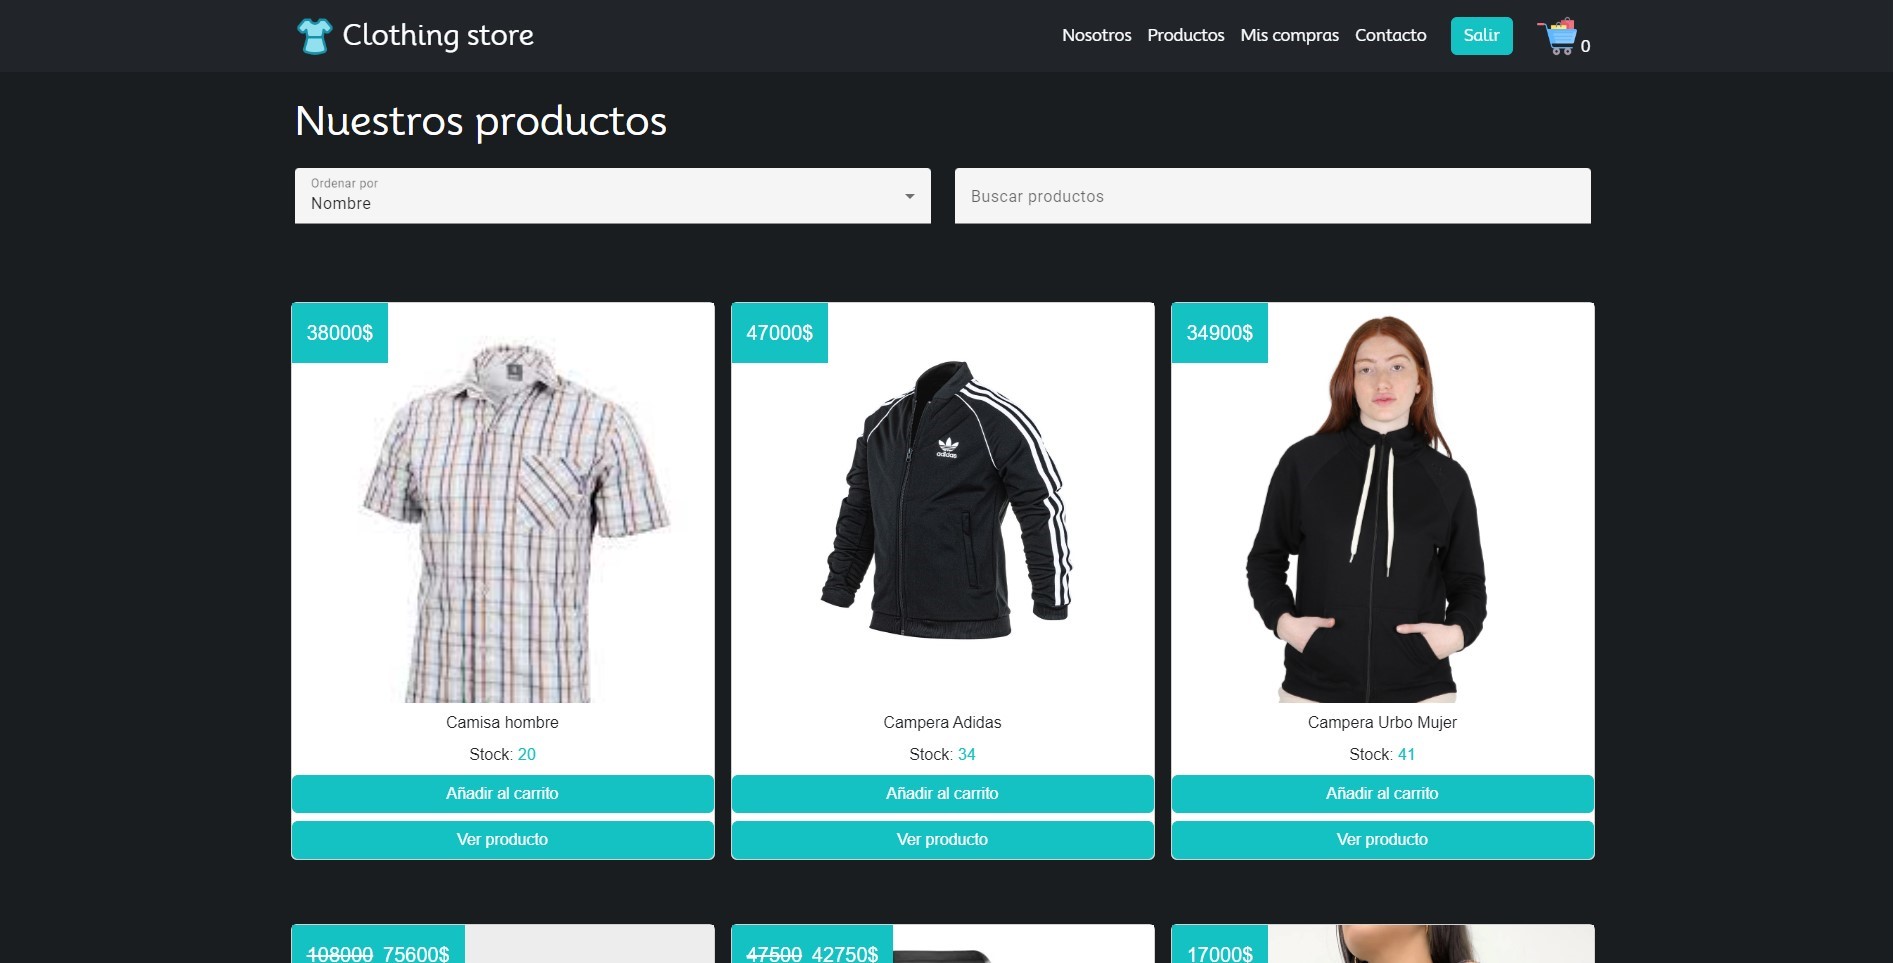 Clothing store
Nosotros Productos Mis compras Contacto Salir 0
Nuestros productos
Ordenar por
Nombre
Buscar productos
38000$
47000$
adidas
34900$
Camisa hombre
Campera Adidas
Campera Urbo Mujer
Stock: 20
Stock: 34
Stock: 41
Añadir al carrito
Añadir al carrito
Añadir al carrito
Ver producto
Ver producto
Ver producto
108000 75600$
47500 42750$
17000$